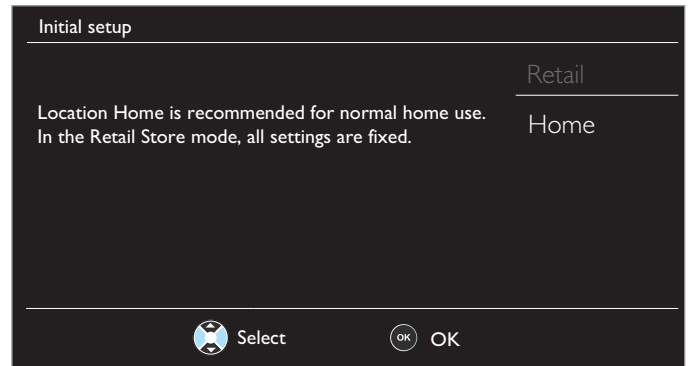 Initial setup
Retail
Location Home is recommended for normal home use.
In the Retail Store mode, all settings are fixed.
Home
Select
OK OK